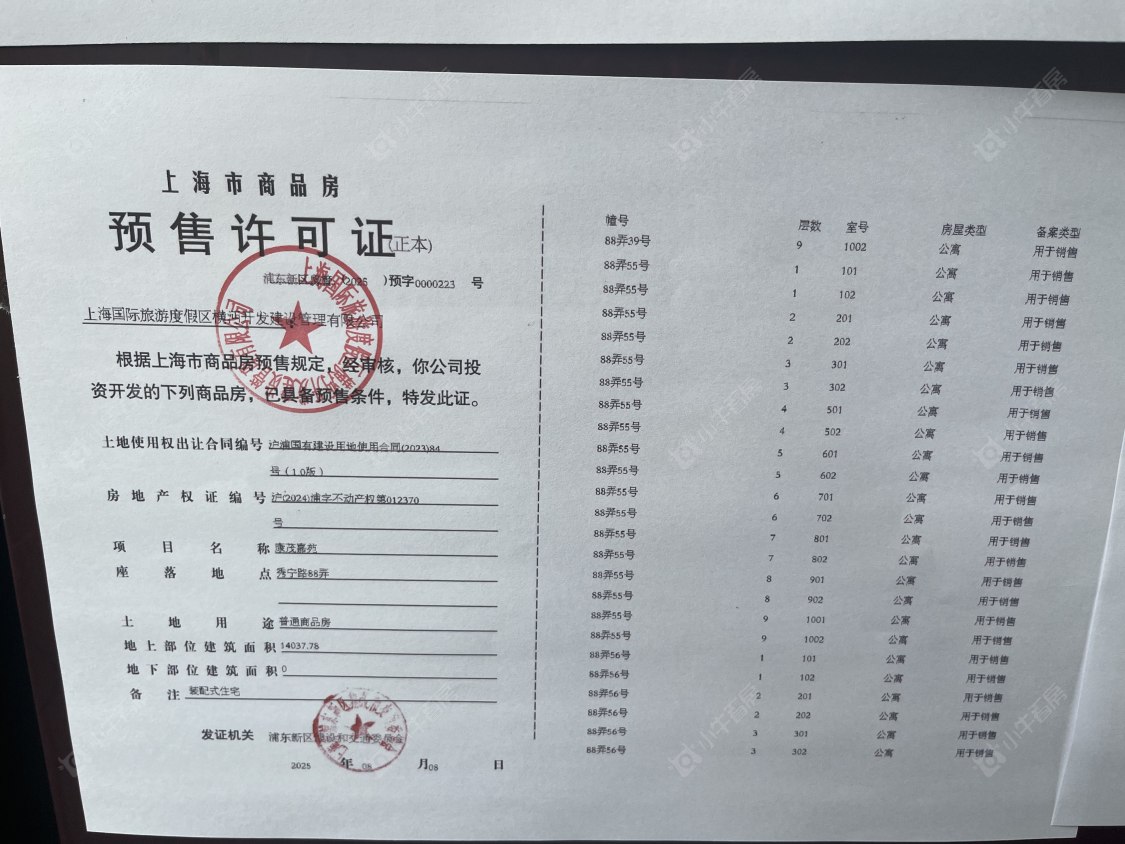 上海市商品房
预售许可证(正本)
浦东新区房管(2025)预字0000223 号
上海国际旅游度假区横沔开发建设管理有限公司
根据上海市商品房预售规定，经审核，你公司投
资开发的下列商品房，已具备预售条件，特发此证。
土地使用权出让合同编号 沪浦国有建设用地使用合同(2023)84
号（1.0版）
房地产权证编号 沪(2024)浦字不动产权第012370
号
项目名称 康茂嘉苑
座落地点 秀宁路88弄
土地用途 普通商品房
地上部位建筑面积 14037.78
地下部位建筑面积 0
备注 装配式住宅
发证机关 浦东新区建设和交通委员会
2025 年 08 月 08 日
幢号 层数 室号 房屋类型 备案类型
88弄39号 9 1002 公寓 用于销售
88弄55号 1 101 公寓 用于销售
88弄55号 1 102 公寓 用于销售
88弄55号 2 201 公寓 用于销售
88弄55号 2 202 公寓 用于销售
88弄55号 3 301 公寓 用于销售
88弄55号 3 302 公寓 用于销售
88弄55号 4 501 公寓 用于销售
88弄55号 4 502 公寓 用于销售
88弄55号 5 601 公寓 用于销售
88弄55号 5 602 公寓 用于销售
88弄55号 6 701 公寓 用于销售
88弄55号 6 702 公寓 用于销售
88弄55号 7 801 公寓 用于销售
88弄55号 7 802 公寓 用于销售
88弄55号 8 901 公寓 用于销售
88弄55号 8 902 公寓 用于销售
88弄55号 9 1001 公寓 用于销售
88弄55号 9 1002 公寓 用于销售
88弄56号 1 101 公寓 用于销售
88弄56号 1 102 公寓 用于销售
88弄56号 2 201 公寓 用于销售
88弄56号 2 202 公寓 用于销售
88弄56号 3 301 公寓 用于销售
88弄56号 3 302 公寓 用于销售
小牛看房